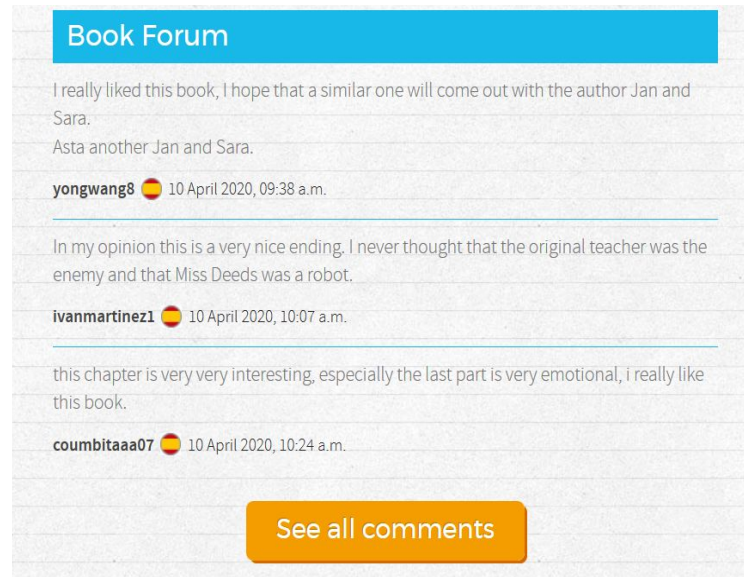 Book Forum
I really liked this book, I hope that a similar one will come out with the author Jan and
Sara.
Asta another Jan and Sara.
yongwang8 10 April 2020, 09:38 a.m.
In my opinion this is a very nice ending. I never thought that the original teacher was the
enemy and that Miss Deeds was a robot.
ivanmartinez1 10 April 2020, 10:07 a.m.
this chapter is very very interesting, especially the last part is very emotional, i really like
this book.
coumbitaaa07 10 April 2020, 10:24 a.m.
See all comments